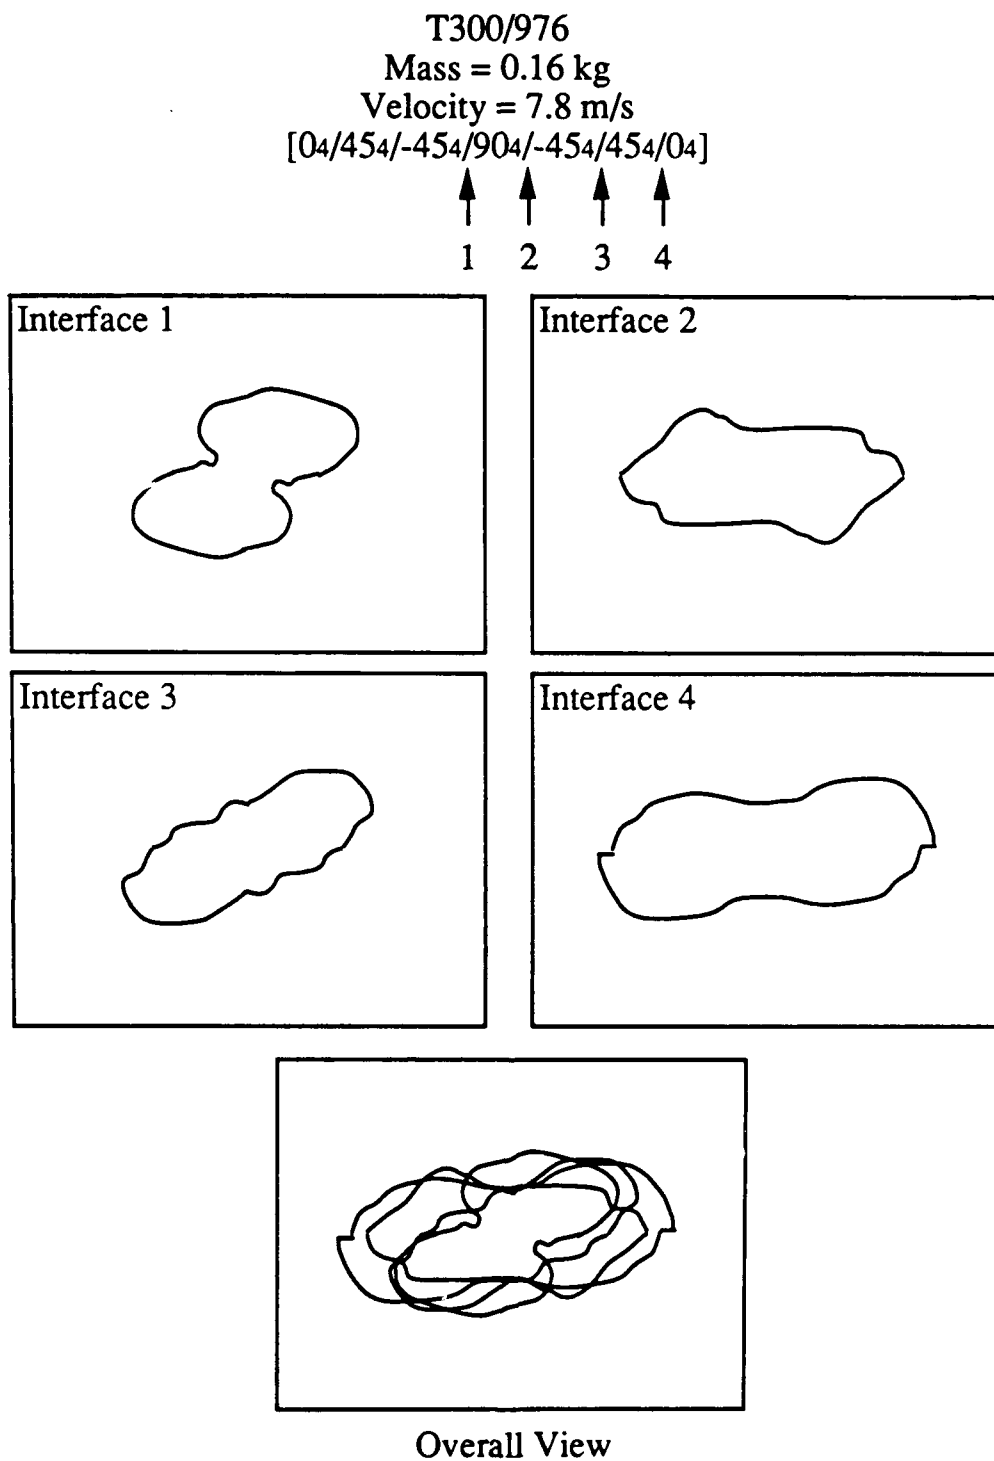 T300/976
Mass = 0.16 kg
Velocity = 7.8 m/s
[04/454/-454/904/-454/454/04]
1 2 3 4
Interface 1
Interface 2
Interface 3
Interface 4
Overall View